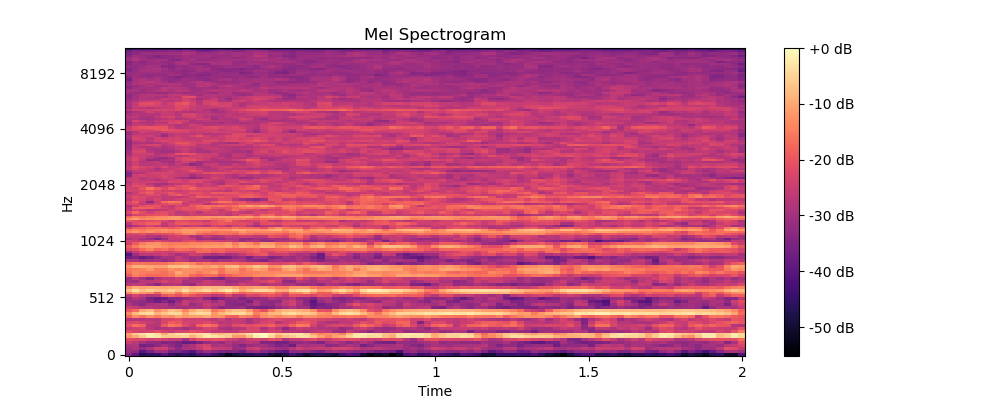 Mel Spectrogram
8192
4096
2048
1024
512
0
Hz
0
0.5
1
1.5
2
Time
+0 dB
-10 dB
-20 dB
-30 dB
-40 dB
-50 dB